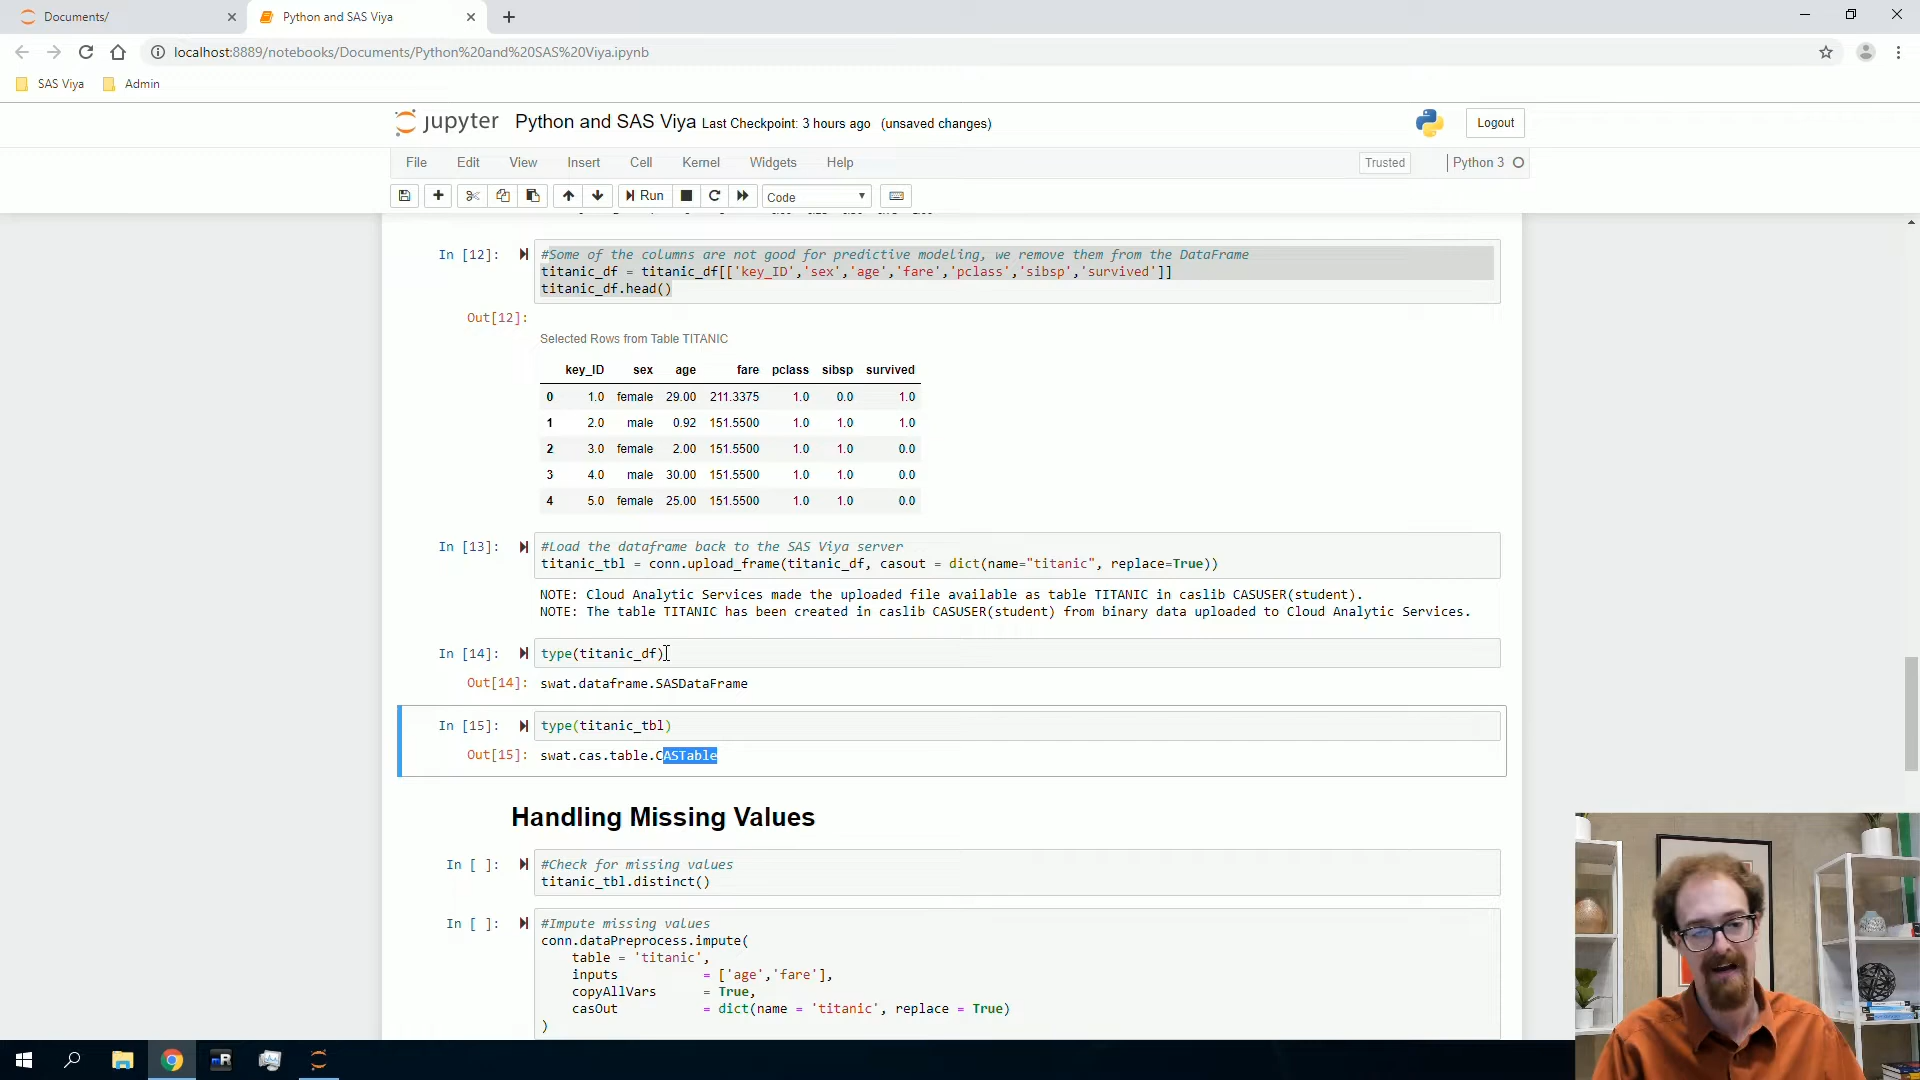 Documents/
Python and SAS Viya
localhost:8889/notebooks/Documents/Python%20and%20SAS%20Viya.ipynb
SAS Viya
Admin
jupyter Python and SAS Viya Last Checkpoint: 3 hours ago (unsaved changes)
Logout
File Edit View Insert Cell Kernel Widgets Help
Trusted
Python 3
Run
Code
In [12]:
#Some of the columns are not good for predictive modeling, we remove them from the DataFrame
titanic_df = titanic_df[['key_ID','sex','age','fare','pclass','sibsp','survived']]
titanic_df.head()
Out[12]:
Selected Rows from Table TITANIC
key_ID sex age fare pclass sibsp survived
0 1.0 female 29.00 211.3375 1.0 0.0 1.0
1 2.0 male 0.92 151.5500 1.0 1.0 1.0
2 3.0 female 2.00 151.5500 1.0 1.0 0.0
3 4.0 male 30.00 151.5500 1.0 1.0 0.0
4 5.0 female 25.00 151.5500 1.0 1.0 0.0
In [13]:
#Load the dataframe back to the SAS Viya server
titanic_tbl = conn.upload_frame(titanic_df, casout = dict(name="titanic", replace=True))
NOTE: Cloud Analytic Services made the uploaded file available as table TITANIC in caslib CASUSER(student).
NOTE: The table TITANIC has been created in caslib CASUSER(student) from binary data uploaded to Cloud Analytic Services.
In [14]: type(titanic_df)
Out[14]: swat.dataframe.SASDataFrame
In [15]: type(titanic_tbl)
Out[15]: swat.cas.table.CASTable
Handling Missing Values
In [ ]:
#Check for missing values
titanic_tbl.distinct()
In [ ]:
#Impute missing values
conn.dataPreprocess.impute(
table = 'titanic',
inputs = ['age','fare'],
copyAllVars = True,
casOut = dict(name = 'titanic', replace = True)
)